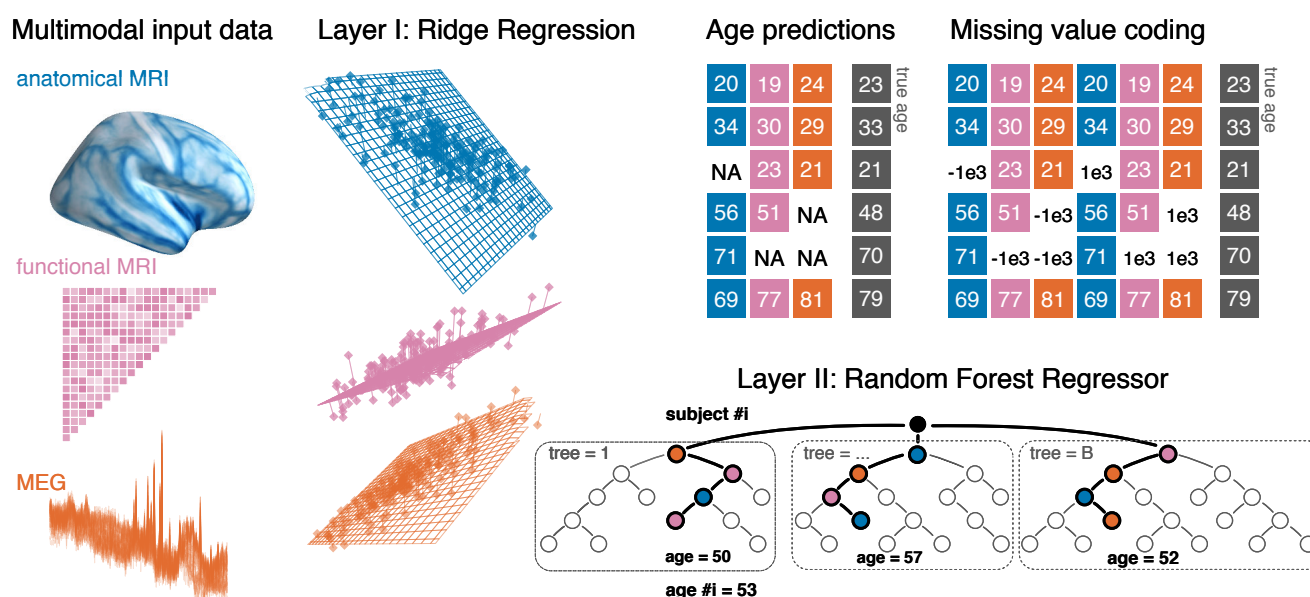 Multimodal input data
Layer I: Ridge Regression
Age predictions
Missing value coding
anatomical MRI
functional MRI
MEG
20 19 24 23
34 30 29 33
NA 23 21 21
56 51 NA 48
71 NA NA 70
69 77 81 79
true age
20 19 24 20 19 24 23
34 30 29 34 30 29 33
-1e3 23 21 1e3 23 21 21
56 51 -1e3 56 51 1e3 48
71 -1e3 -1e3 71 1e3 1e3 70
69 77 81 69 77 81 79
true age
Layer II: Random Forest Regressor
subject #i
tree = 1
tree = ...
tree = B
age = 50
age = 57
age = 52
age #i = 53